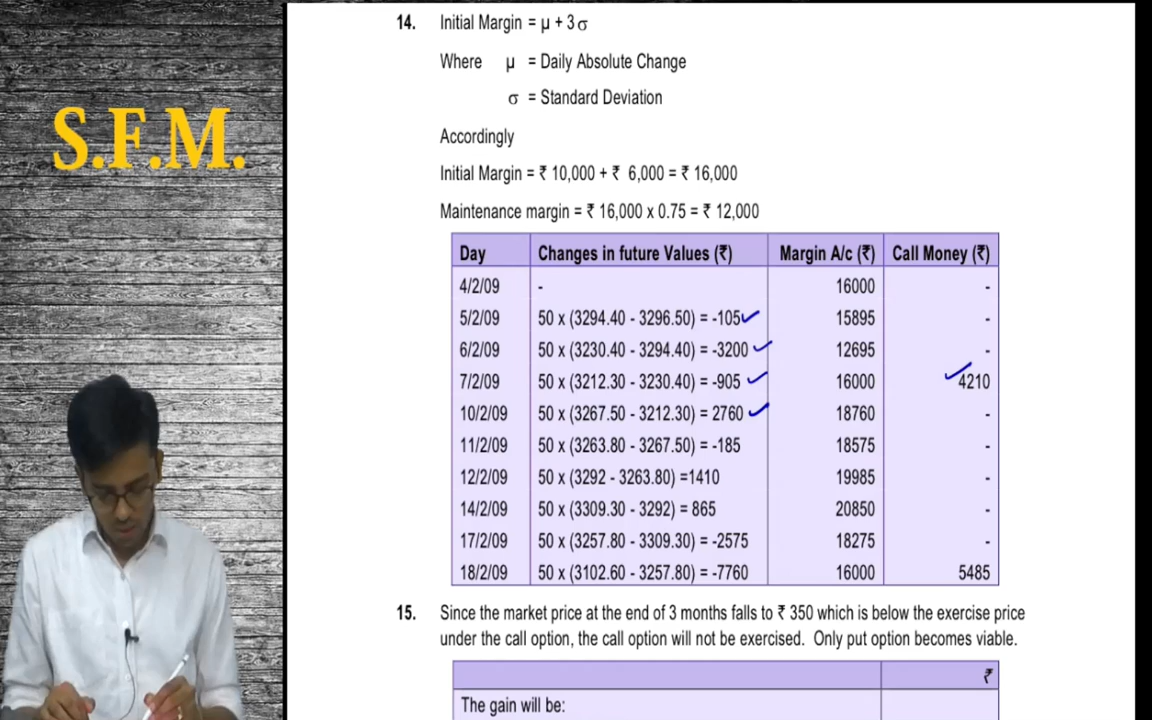 S.F.M.
14. Initial Margin = μ + 3σ
Where μ = Daily Absolute Change
σ = Standard Deviation
Accordingly
Initial Margin = ₹ 10,000 + ₹ 6,000 = ₹ 16,000
Maintenance margin = ₹ 16,000 x 0.75 = ₹ 12,000
Day Changes in future Values (₹) Margin A/c (₹) Call Money (₹)
4/2/09 - 16000 -
5/2/09 50 x (3294.40 - 3296.50) = -105 15895 -
6/2/09 50 x (3230.40 - 3294.40) = -3200 12695 -
7/2/09 50 x (3212.30 - 3230.40) = -905 16000 4210
10/2/09 50 x (3267.50 - 3212.30) = 2760 18760 -
11/2/09 50 x (3263.80 - 3267.50) = -185 18575 -
12/2/09 50 x (3292 - 3263.80) =1410 19985 -
14/2/09 50 x (3309.30 - 3292) = 865 20850 -
17/2/09 50 x (3257.80 - 3309.30) = -2575 18275 -
18/2/09 50 x (3102.60 - 3257.80) = -7760 16000 5485
15. Since the market price at the end of 3 months falls to ₹ 350 which is below the exercise price
under the call option, the call option will not be exercised. Only put option becomes viable.
₹
The gain will be: